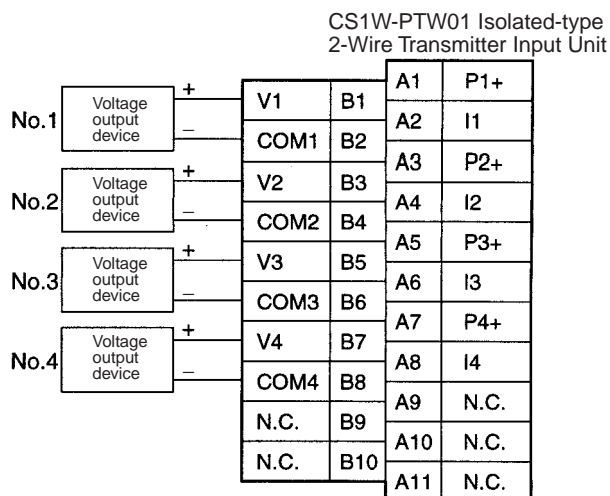 CS1W-PTW01 Isolated-type
2-Wire Transmitter Input Unit
No.1
Voltage
output
device
+
–
V1 B1
COM1 B2
No.2
Voltage
output
device
+
–
V2 B3
COM2 B4
No.3
Voltage
output
device
+
–
V3 B5
COM3 B6
No.4
Voltage
output
device
+
–
V4 B7
COM4 B8
N.C. B9
N.C. B10
A1 P1+
A2 I1
A3 P2+
A4 I2
A5 P3+
A6 I3
A7 P4+
A8 I4
A9 N.C.
A10 N.C.
A11 N.C.